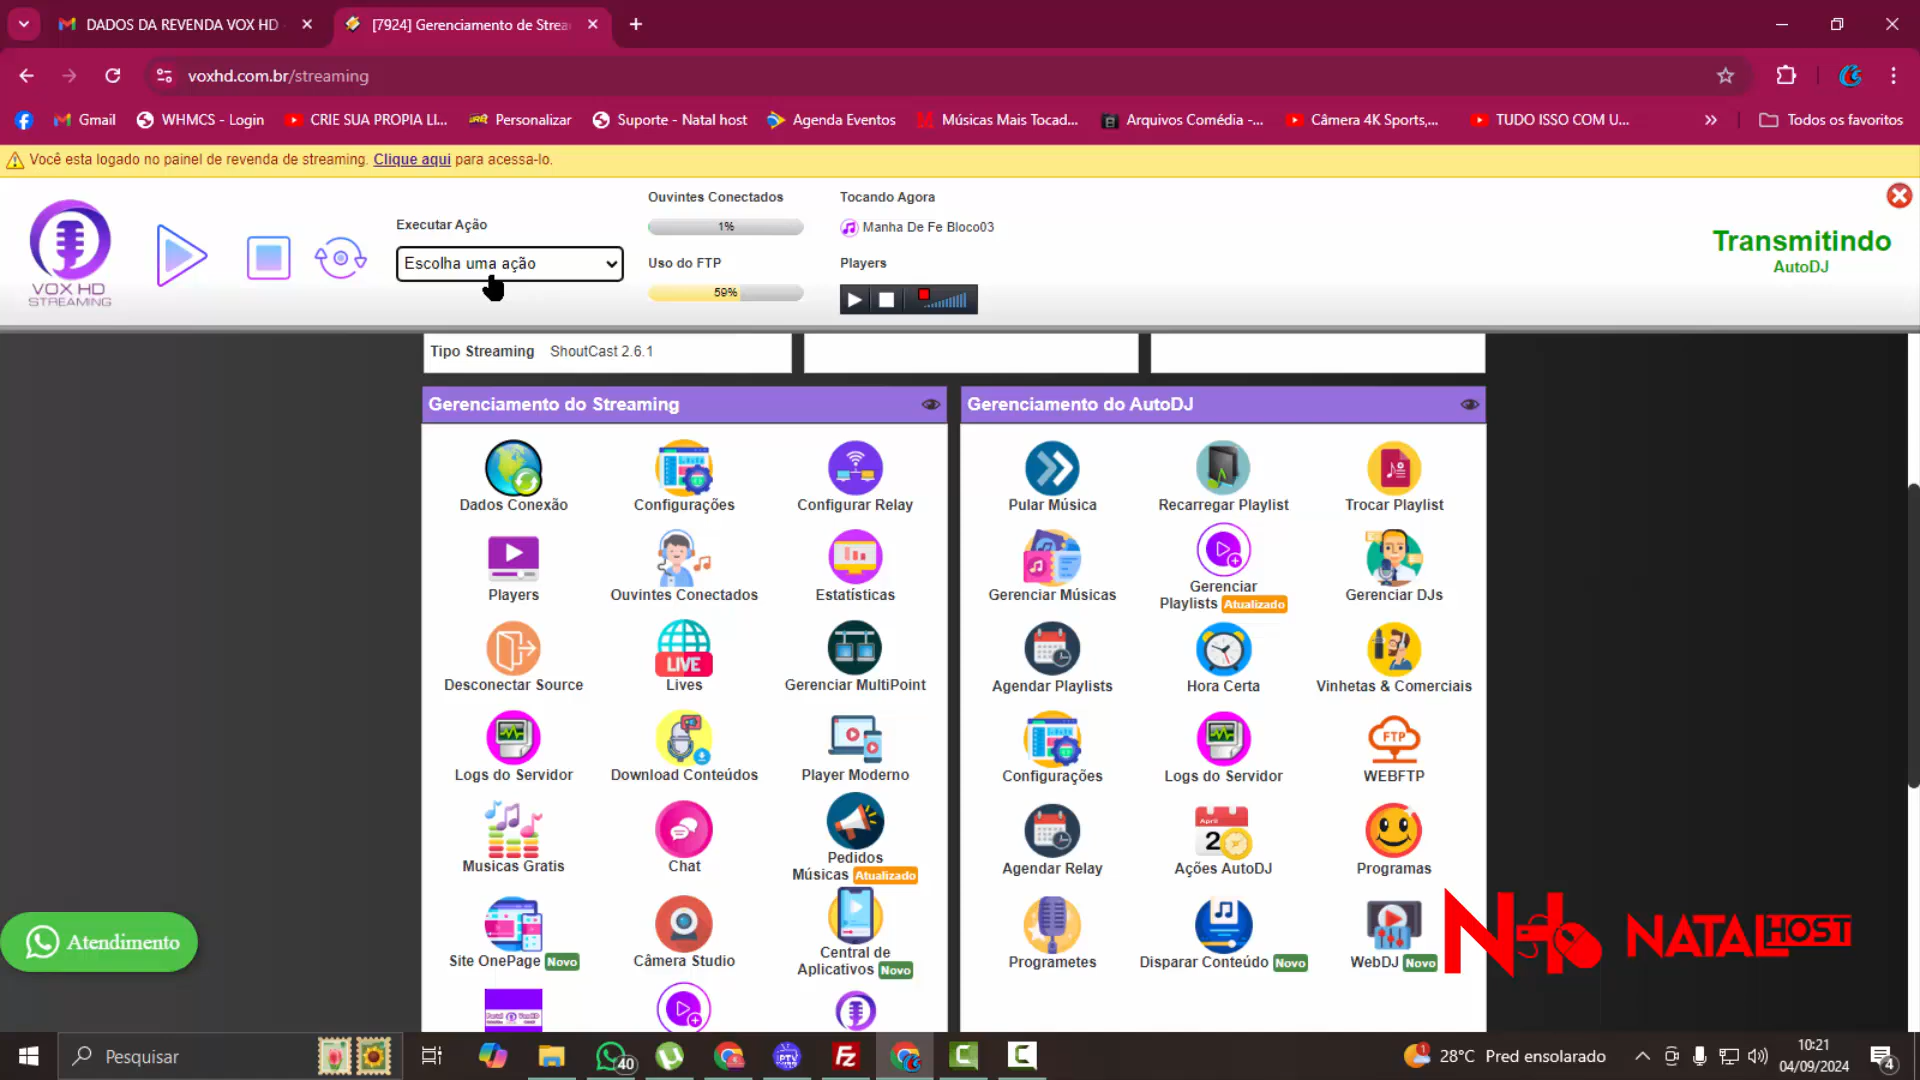 DADOS DA REVENDA VOX HD
[7924] Gerenciamento de Strea
voxhd.com.br/streaming
Gmail
WHMCS - Login
CRIE SUA PROPIA LI...
Personalizar
Suporte - Natal host
Agenda Eventos
Músicas Mais Tocad...
Arquivos Comédia -...
Câmera 4K Sports,...
TUDO ISSO COM U...
Todos os favoritos
Você esta logado no painel de revenda de streaming. Clique aqui para acessa-lo.
VOX HD
STREAMING
Executar Ação
Escolha uma ação
Ouvintes Conectados
1%
Uso do FTP
59%
Tocando Agora
Manha De Fe Bloco03
Players
Transmitindo
AutoDJ
Tipo Streaming ShoutCast 2.6.1
Gerenciamento do Streaming
Dados Conexão
Configurações
Configurar Relay
Players
Ouvintes Conectados
Estatísticas
Desconectar Source
LIVE
Lives
Gerenciar MultiPoint
Logs do Servidor
Download Conteúdos
Player Moderno
Musicas Gratis
Chat
Pedidos
Músicas Atualizado
Site OnePage Novo
Câmera Studio
Central de
Aplicativos Novo
Gerenciamento do AutoDJ
Pular Música
Recarregar Playlist
Trocar Playlist
Gerenciar Músicas
Gerenciar
Playlists Atualizado
Gerenciar DJs
Agendar Playlists
Hora Certa
Vinhetas & Comerciais
Configurações
Logs do Servidor
FTP
WEBFTP
Agendar Relay
April
2
Ações AutoDJ
Programas
Programetes
Disparar Conteúdo Novo
WebDJ Novo
Atendimento
NATAL HOST
Pesquisar
40
28°C Pred ensolarado
10:21
04/09/2024
4